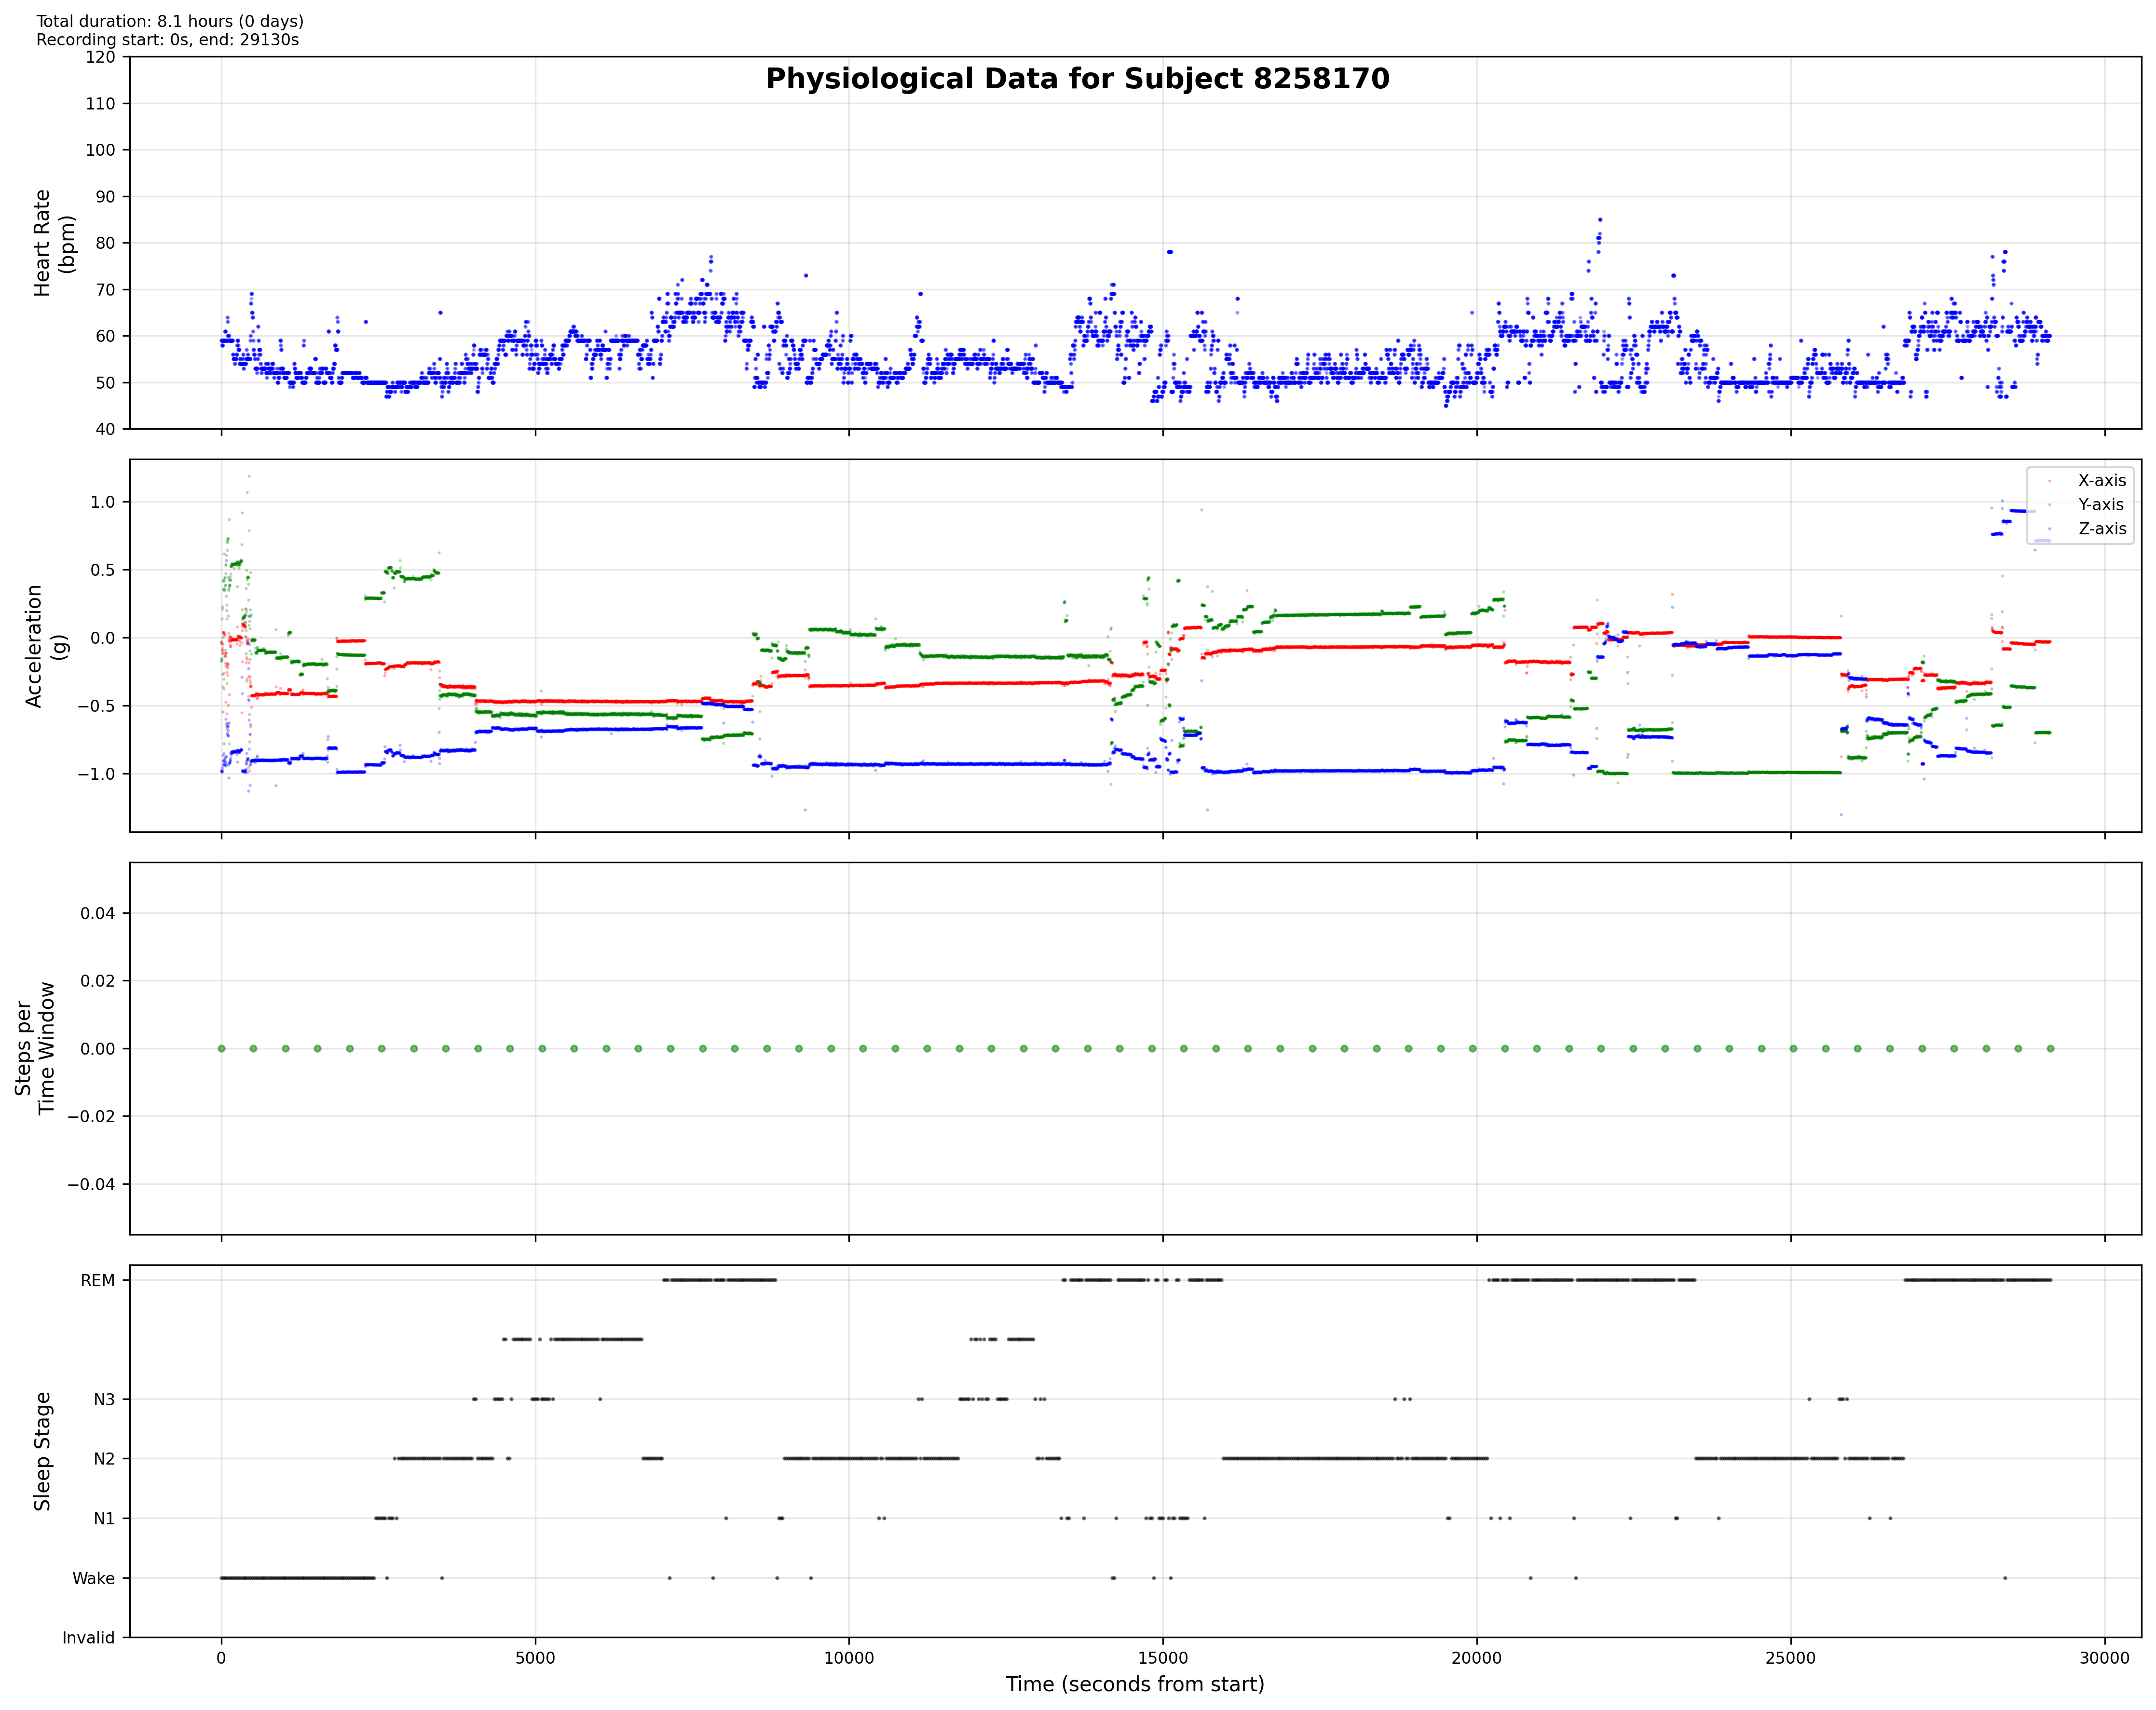 Total duration: 8.1 hours (0 days)
Recording start: 0s, end: 29130s
Physiological Data for Subject 8258170
120
110
100
90
80
70
60
50
40
Heart Rate
(bpm)
1.0
0.5
0.0
−0.5
−1.0
Acceleration
(g)
X-axis
Y-axis
Z-axis
0.04
0.02
0.00
−0.02
−0.04
Steps per
Time Window
REM
N3
N2
N1
Wake
Invalid
Sleep Stage
0
5000
10000
15000
20000
25000
30000
Time (seconds from start)